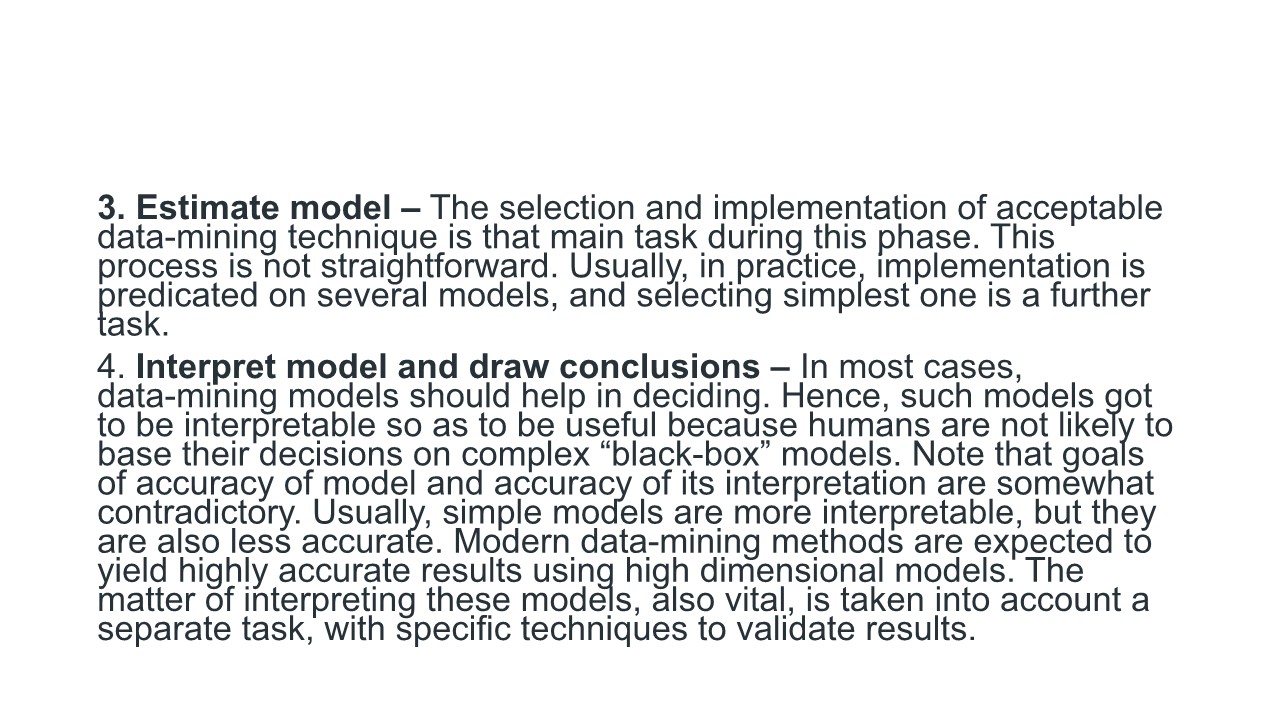 3. Estimate model – The selection and implementation of acceptable
data-mining technique is that main task during this phase. This
process is not straightforward. Usually, in practice, implementation is
predicated on several models, and selecting simplest one is a further
task.
4. Interpret model and draw conclusions – In most cases,
data-mining models should help in deciding. Hence, such models got
to be interpretable so as to be useful because humans are not likely to
base their decisions on complex “black-box” models. Note that goals
of accuracy of model and accuracy of its interpretation are somewhat
contradictory. Usually, simple models are more interpretable, but they
are also less accurate. Modern data-mining methods are expected to
yield highly accurate results using high dimensional models. The
matter of interpreting these models, also vital, is taken into account a
separate task, with specific techniques to validate results.